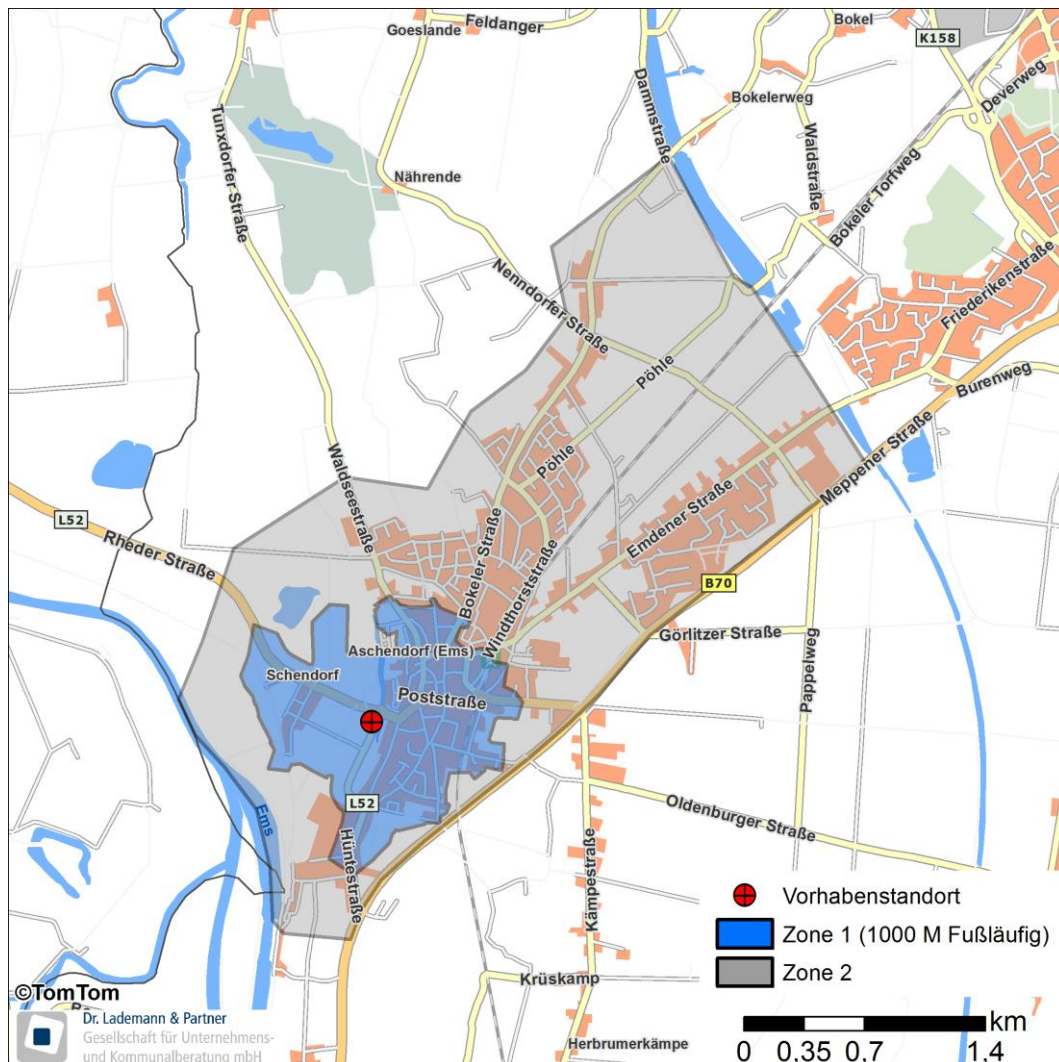 Goeslande
Feldanger
Bokel
K158
Deverweg
Dammstraße
Bokelerweg
Tunxdorfer Straße
Waldstraße
Nährende
Bokeler Torfweg
Nenndorfer Straße
Friederikenstraße
Pöhle
Burenweg
Waldseestraße
Pöhle
Meppener Straße
L52
Rheder Straße
Bokeler Straße
Emdener Straße
Windthorststraße
B70
Görlitzer Straße
Aschendorf (Ems)
Schendorf
Poststraße
Pappelweg
L52
Ems
Hüntestraße
Oldenburger Straße
Kämpestraße
Vorhabenstandort
Zone 1 (1000 M Fußläufig)
Zone 2
Krüskamp
©TomTom
Dr. Lademann & Partner
Gesellschaft für Unternehmens-
und Kommunalberatung mbH
Herbrumerkämpe
km
0 0,35 0,7 1,4